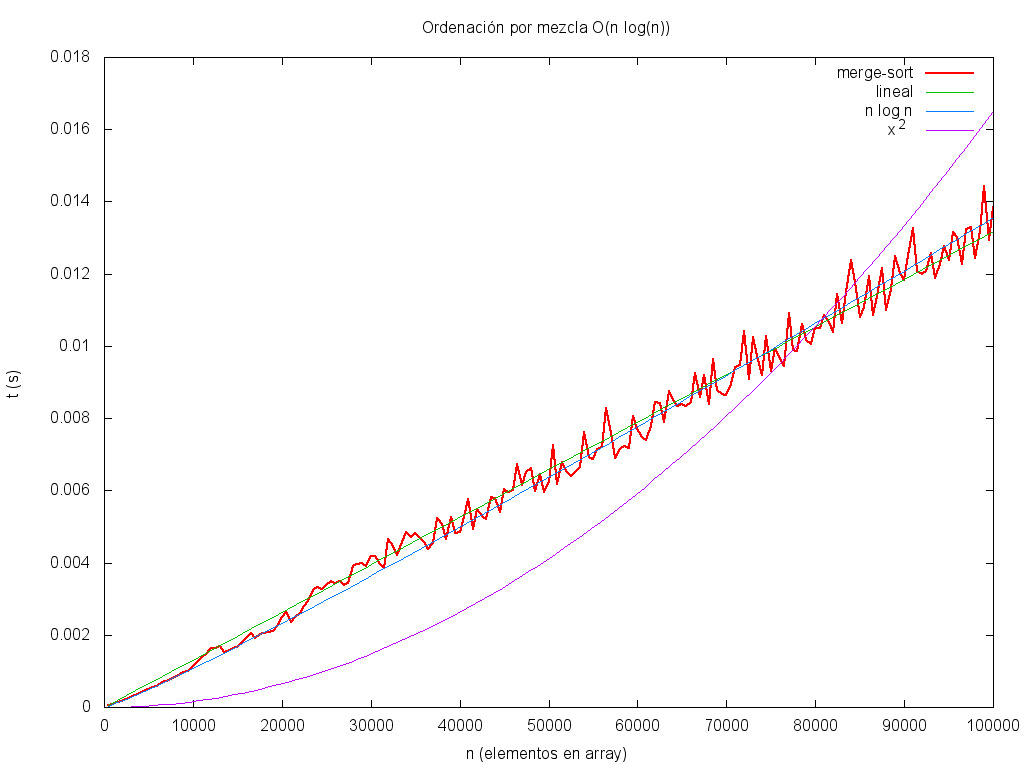 Ordenación por mezcla O(n log(n))
0.018
0.016
0.014
0.012
0.01
0.008
0.006
0.004
0.002
0
t (s)
merge-sort
lineal
n log n
x²
0 10000 20000 30000 40000 50000 60000 70000 80000 90000 100000
n (elementos en array)